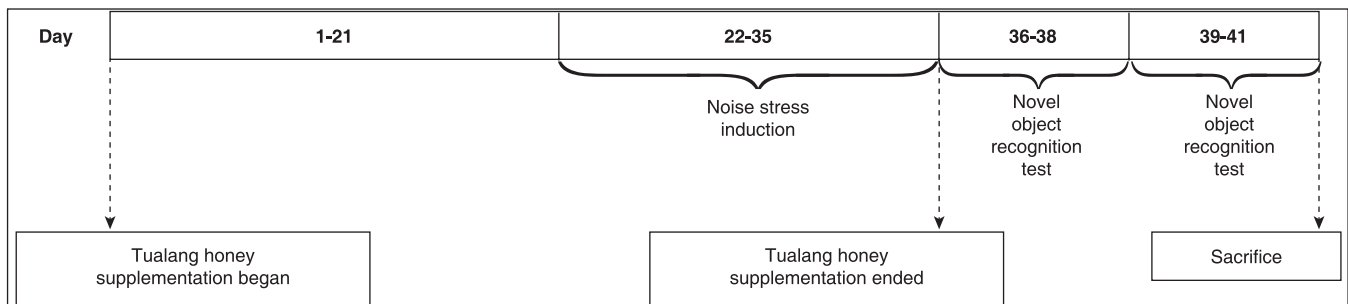 Day
1-21
22-35
36-38
39-41
Noise stress
induction
Novel
object
recognition
test
Novel
object
recognition
test
Tualang honey
supplementation began
Tualang honey
supplementation ended
Sacrifice